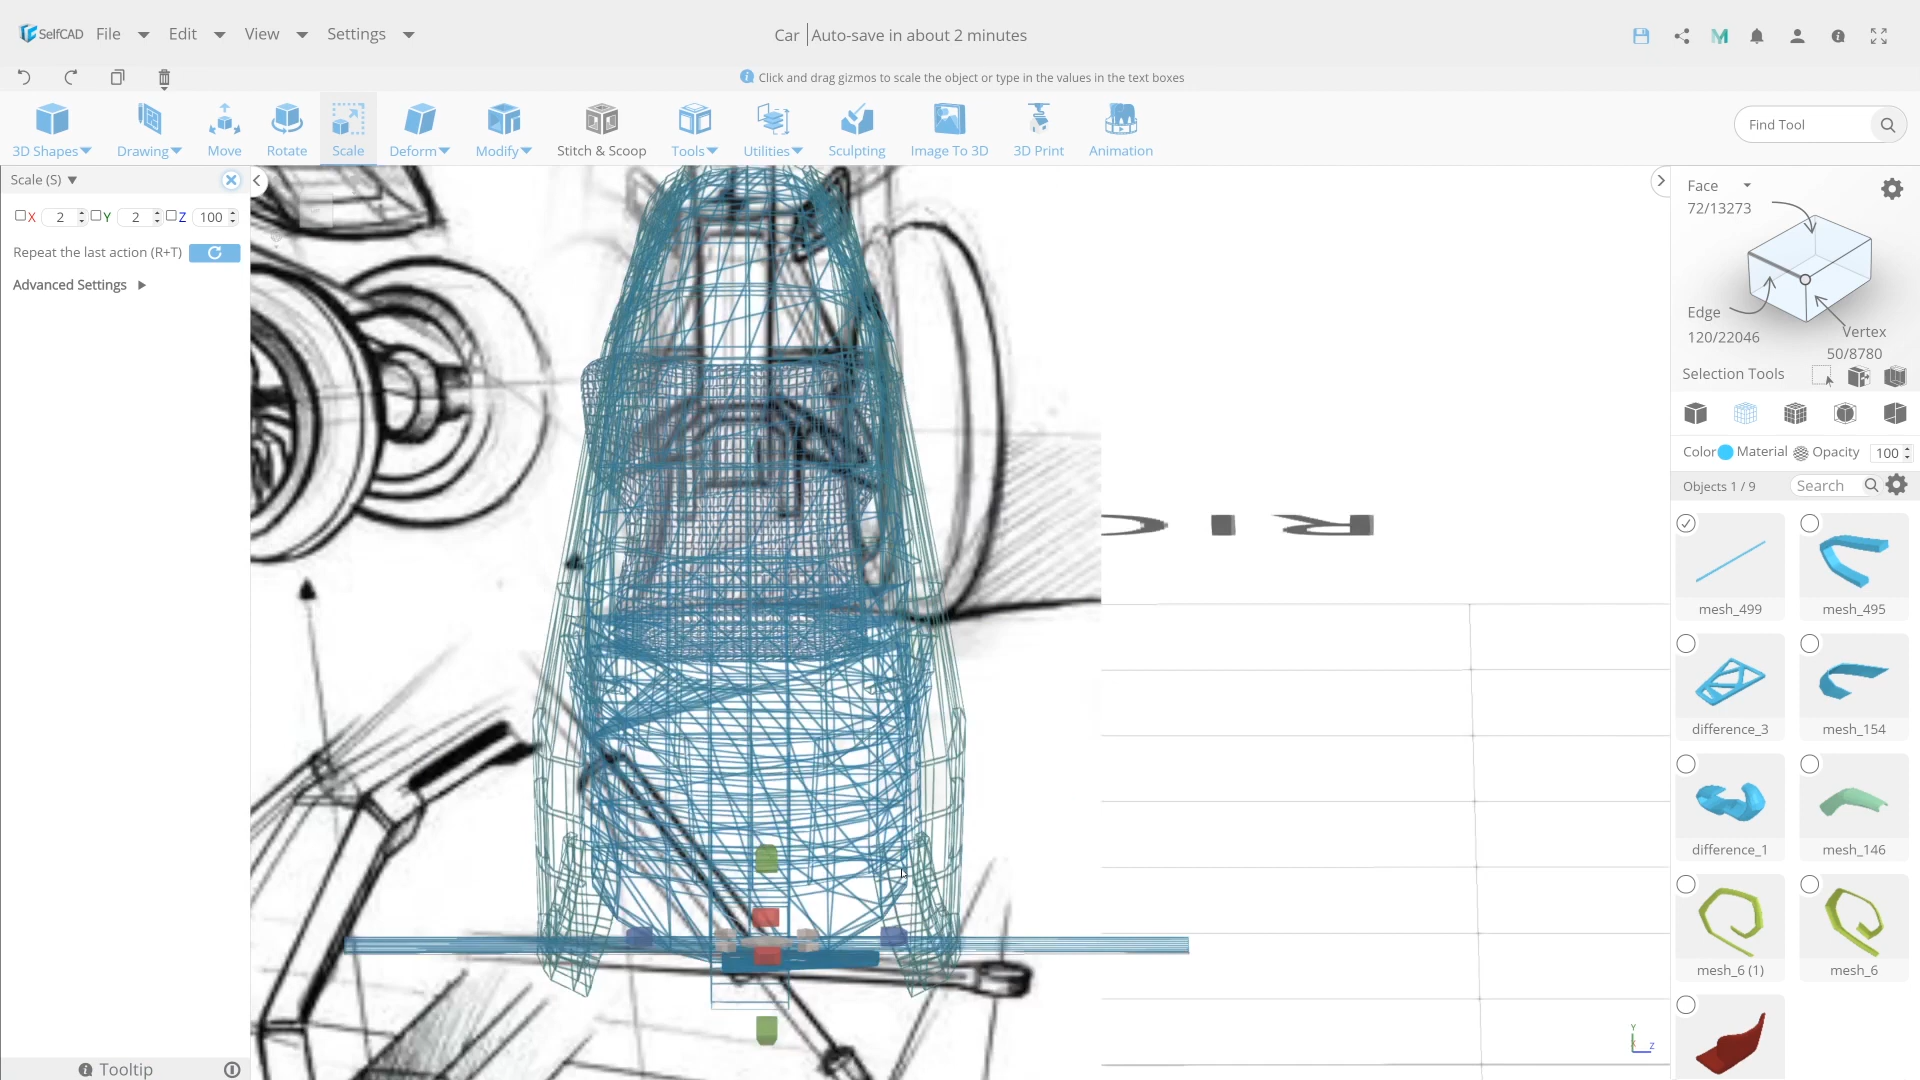 SelfCAD File Edit View Settings
Car Auto-save in about 2 minutes
Click and drag gizmos to scale the object or type in the values in the text boxes
3D Shapes Drawing Move Rotate Scale Deform Modify Stitch & Scoop Tools Utilities Sculpting Image To 3D 3D Print Animation
Find Tool
Scale (S)
X 2 Y 2 Z 100
Repeat the last action (R+T)
Advanced Settings
Tooltip
Face
72/13273
Edge
120/22046
Vertex
50/8780
Selection Tools
Color Material Opacity 100
Objects 1 / 9 Search
mesh_499 mesh_495
difference_3 mesh_154
difference_1 mesh_146
mesh_6 (1) mesh_6
Y
X Z